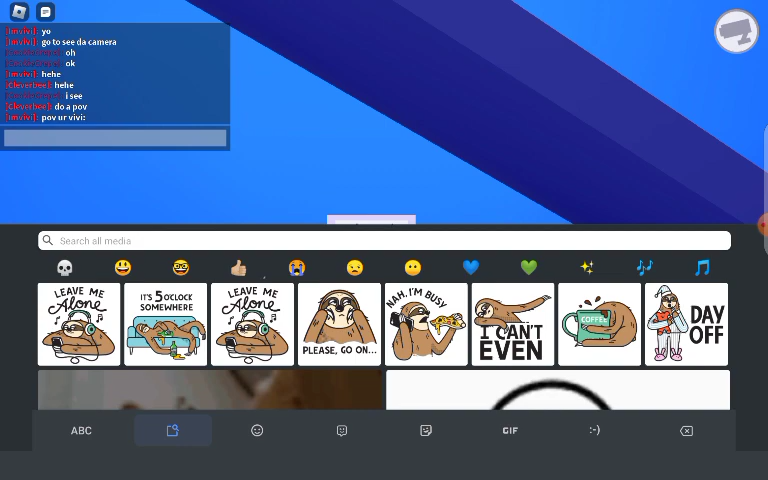 [Imvivi]: yo
[Imvivi]: go to see da camera
oh
ok
[Imvivi]: hehe
[Cleverbee]: hehe
i see
[Cleverbee]: do a pov
[Imvivi]: pov ur vivi:
Search all media
LEAVE ME Alone
IT'S 5 O'CLOCK SOMEWHERE
LEAVE ME Alone
PLEASE, GO ON...
NAH, I'M BUSY
I CAN'T EVEN
COFFEE
DAY OFF
ABC
GIF
:-)